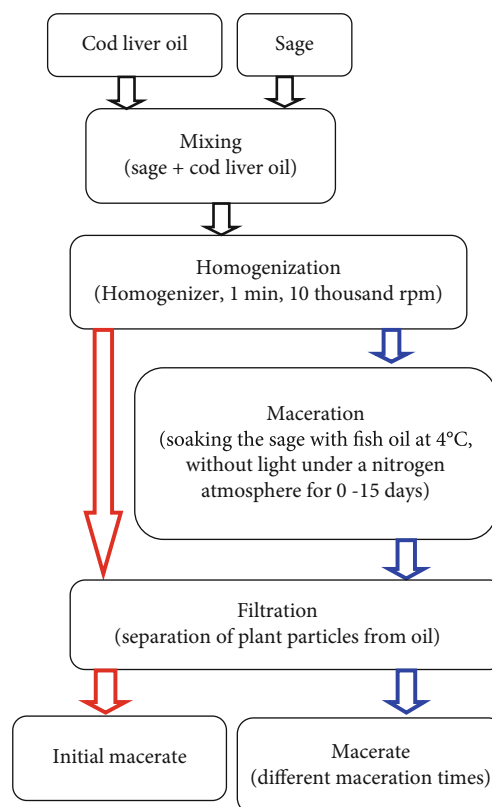 Cod liver oil
Sage
Mixing
(sage + cod liver oil)
Homogenization
(Homogenizer, 1 min, 10 thousand rpm)
Maceration
(soaking the sage with fish oil at 4°C,
without light under a nitrogen
atmosphere for 0 -15 days)
Filtration
(separation of plant particles from oil)
Initial macerate
Macerate
(different maceration times)